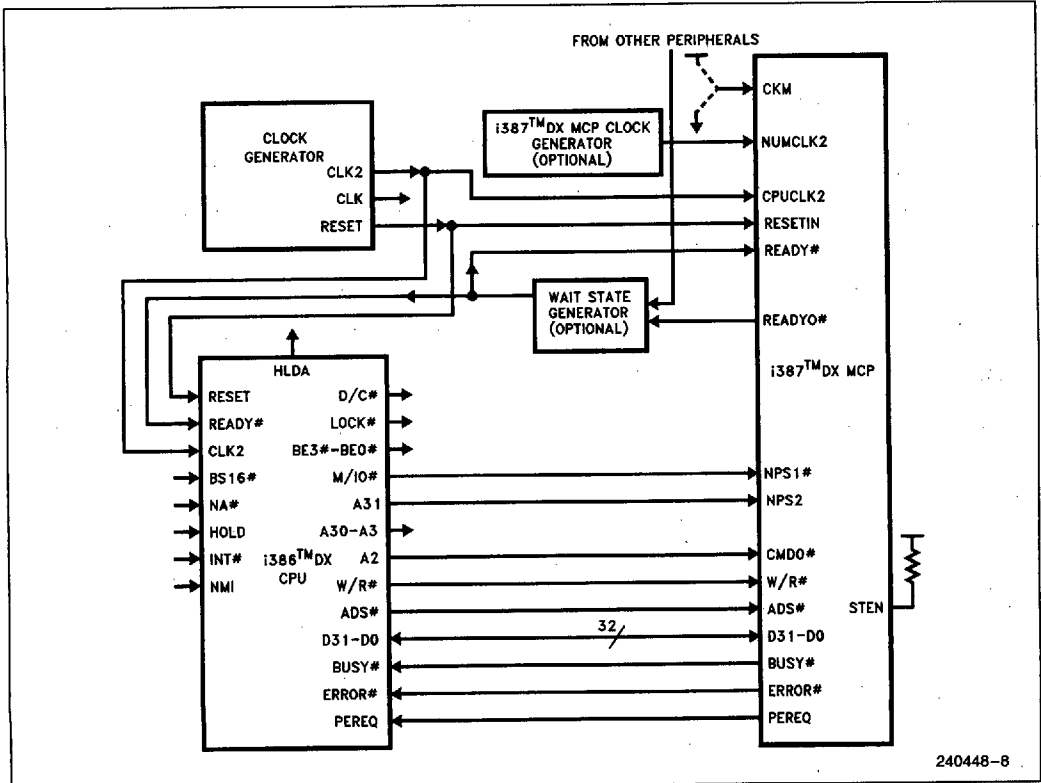 FROM OTHER PERIPHERALS
CLOCK
GENERATOR
CLK2
CLK
RESET
i387™DX MCP CLOCK
GENERATOR
(OPTIONAL)
WAIT STATE
GENERATOR
(OPTIONAL)
CKM
NUMCLK2
CPUCLK2
RESETIN
READY#
READYO#
i387™DX MCP
NPS1#
NPS2
CMD0#
W/R#
ADS#
STEN
D31-D0
BUSY#
ERROR#
PEREQ
HLDA
RESET
READY#
CLK2
BS16#
NA#
HOLD
INT#
NMI
i386™DX
CPU
D/C#
LOCK#
BE3#-BE0#
M/IO#
A31
A30-A3
A2
W/R#
ADS#
D31-D0
BUSY#
ERROR#
PEREQ
32
240448-8